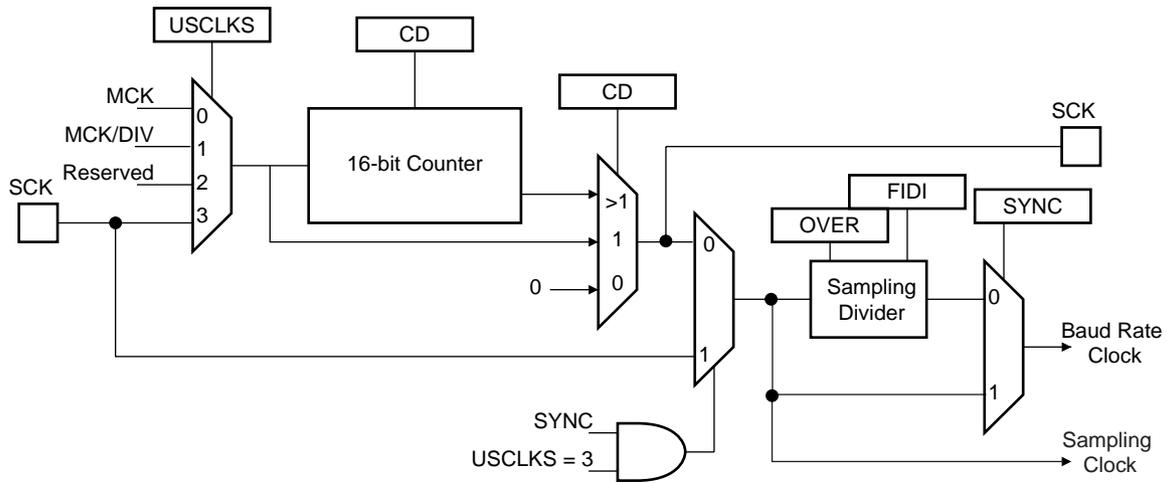 USCLKS
CD
CD
MCK
0
MCK/DIV
1
16-bit Counter
SCK
Reserved
2
SCK
3
FIDI
>1
SYNC
OVER
1
0
0
0
Sampling
Divider
0
Baud Rate
Clock
1
1
SYNC
USCLKS = 3
Sampling
Clock